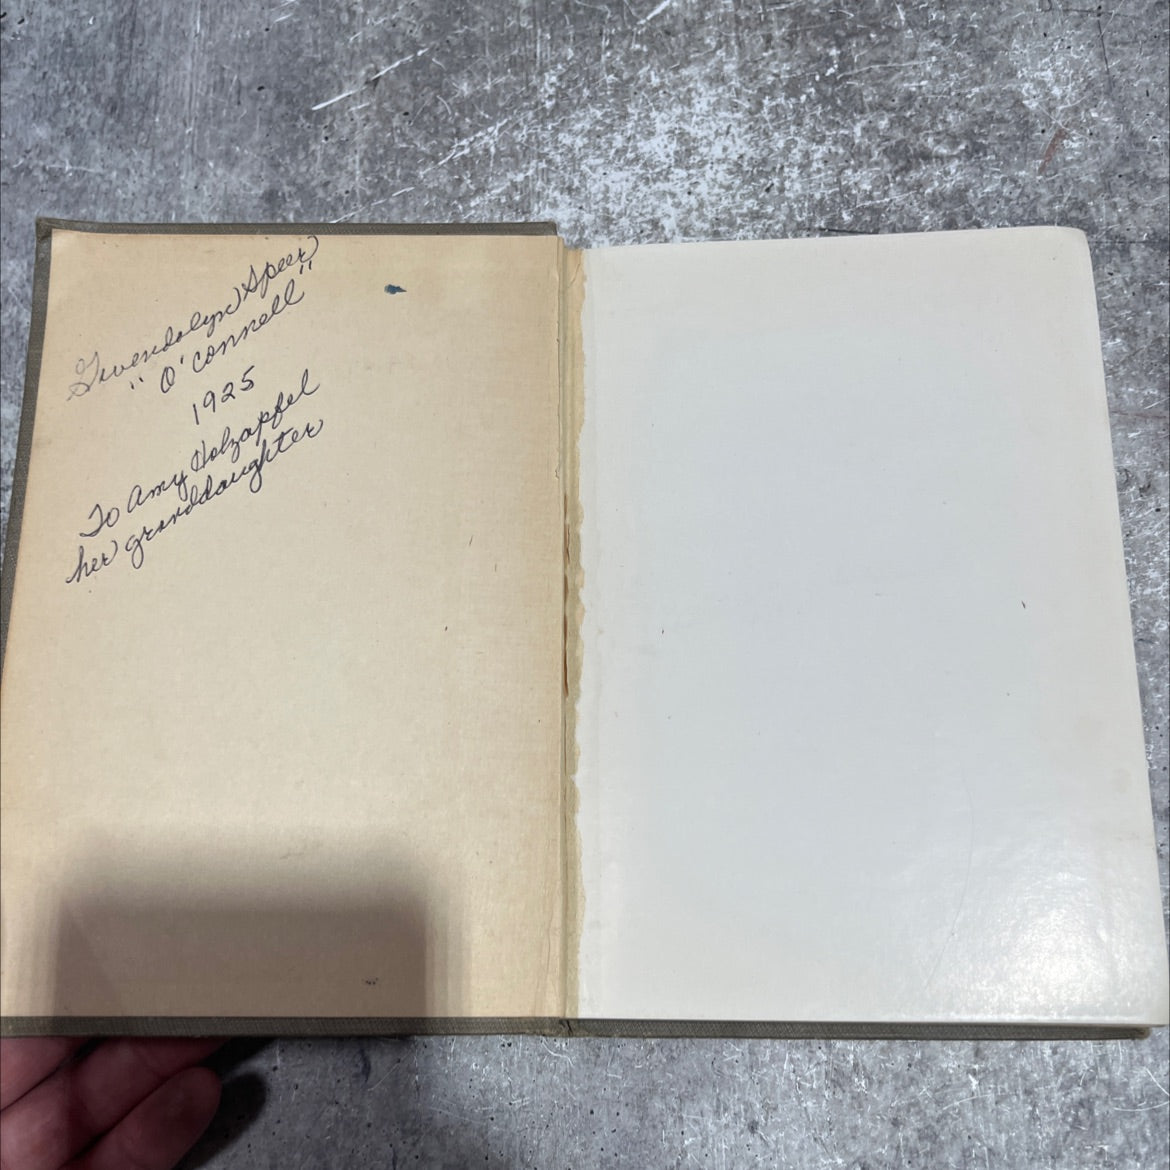 Gwendolyn Speer
" O'connell"
1925
To Amy Holzapfel
her granddaughter